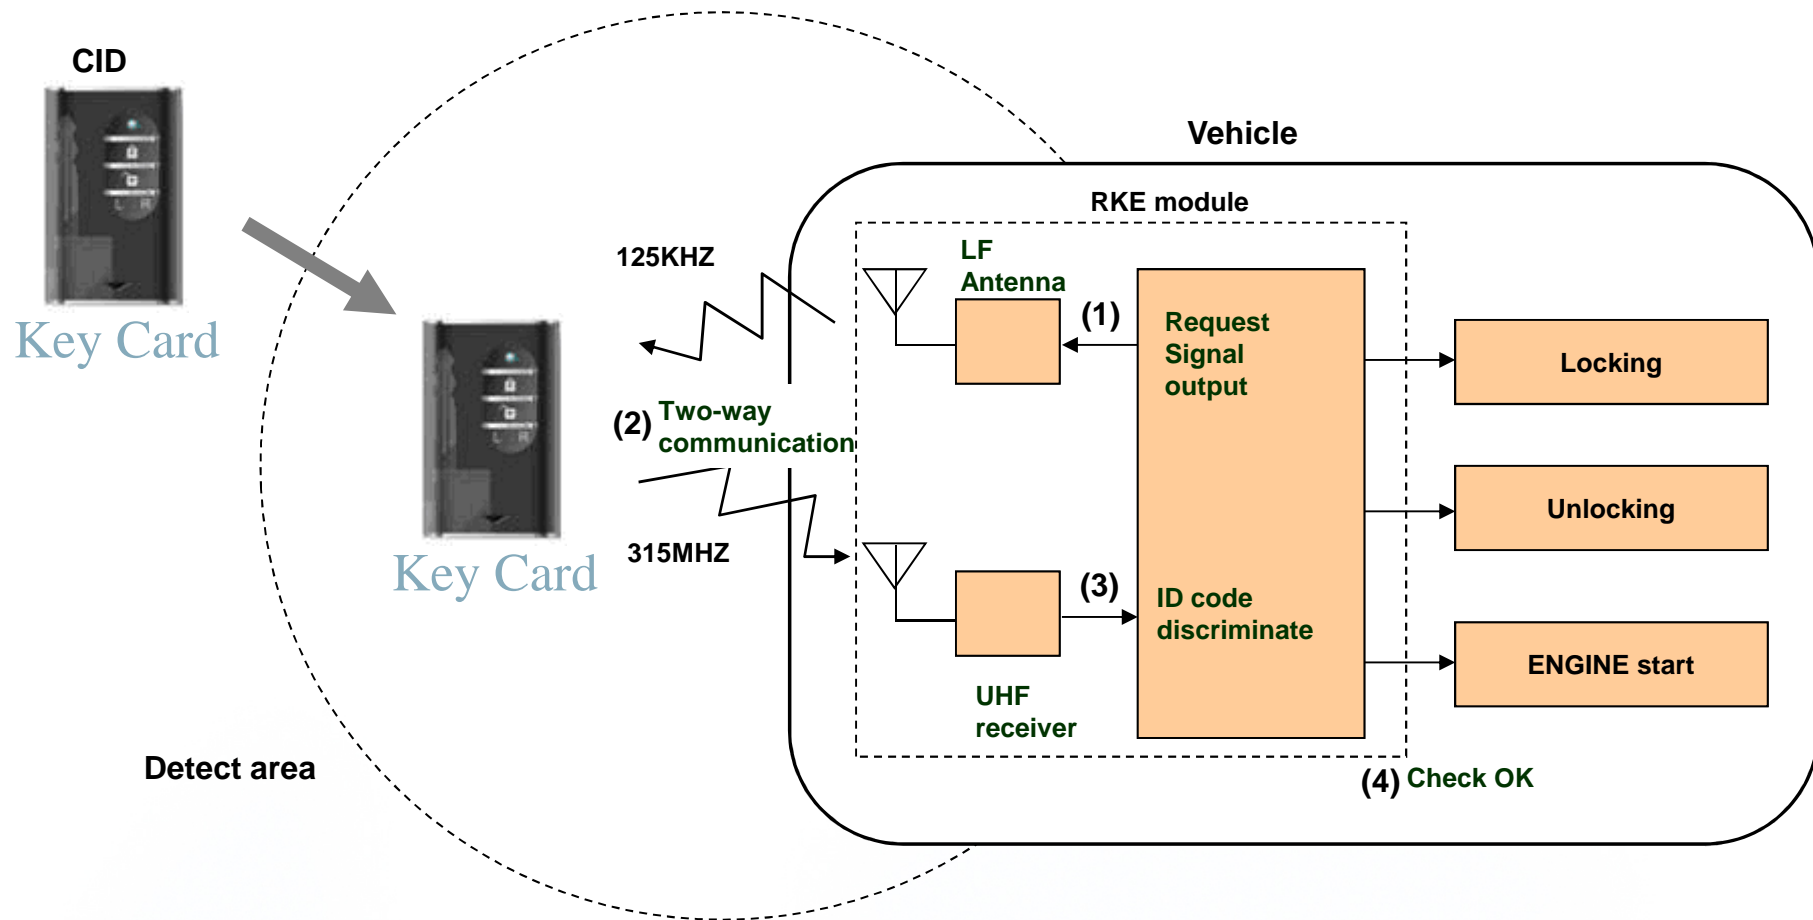 CID
L R
Key Card
L R
Key Card
Detect area
125KHZ
(2) Two-way
communication
315MHZ
Vehicle
RKE module
LF
Antenna
(1)
Request
Signal
output
UHF
receiver
(3)
ID code
discriminate
(4) Check OK
Locking
Unlocking
ENGINE start